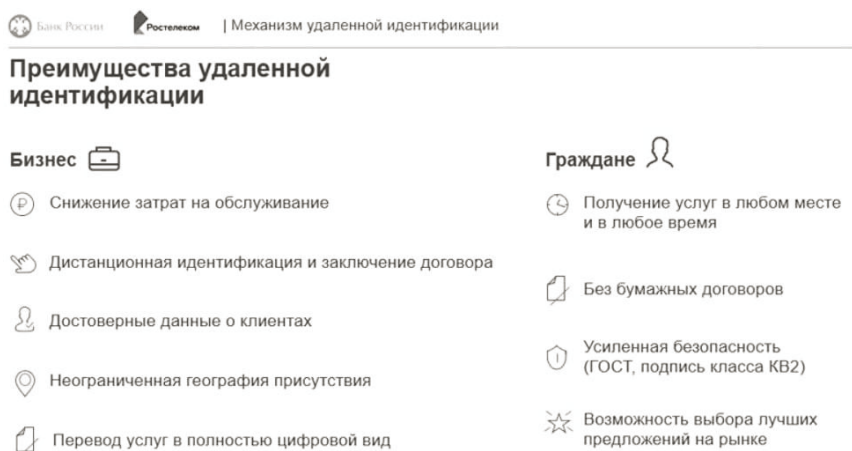 Банк России Ростелеком | Механизм удаленной идентификации
Преимущества удаленной
идентификации
Бизнес
Снижение затрат на обслуживание
Дистанционная идентификация и заключение договора
Достоверные данные о клиентах
Неограниченная география присутствия
Перевод услуг в полностью цифровой вид
Граждане
Получение услуг в любом месте
и в любое время
Без бумажных договоров
Усиленная безопасность
(ГОСТ, подпись класса КВ2)
Возможность выбора лучших
предложений на рынке